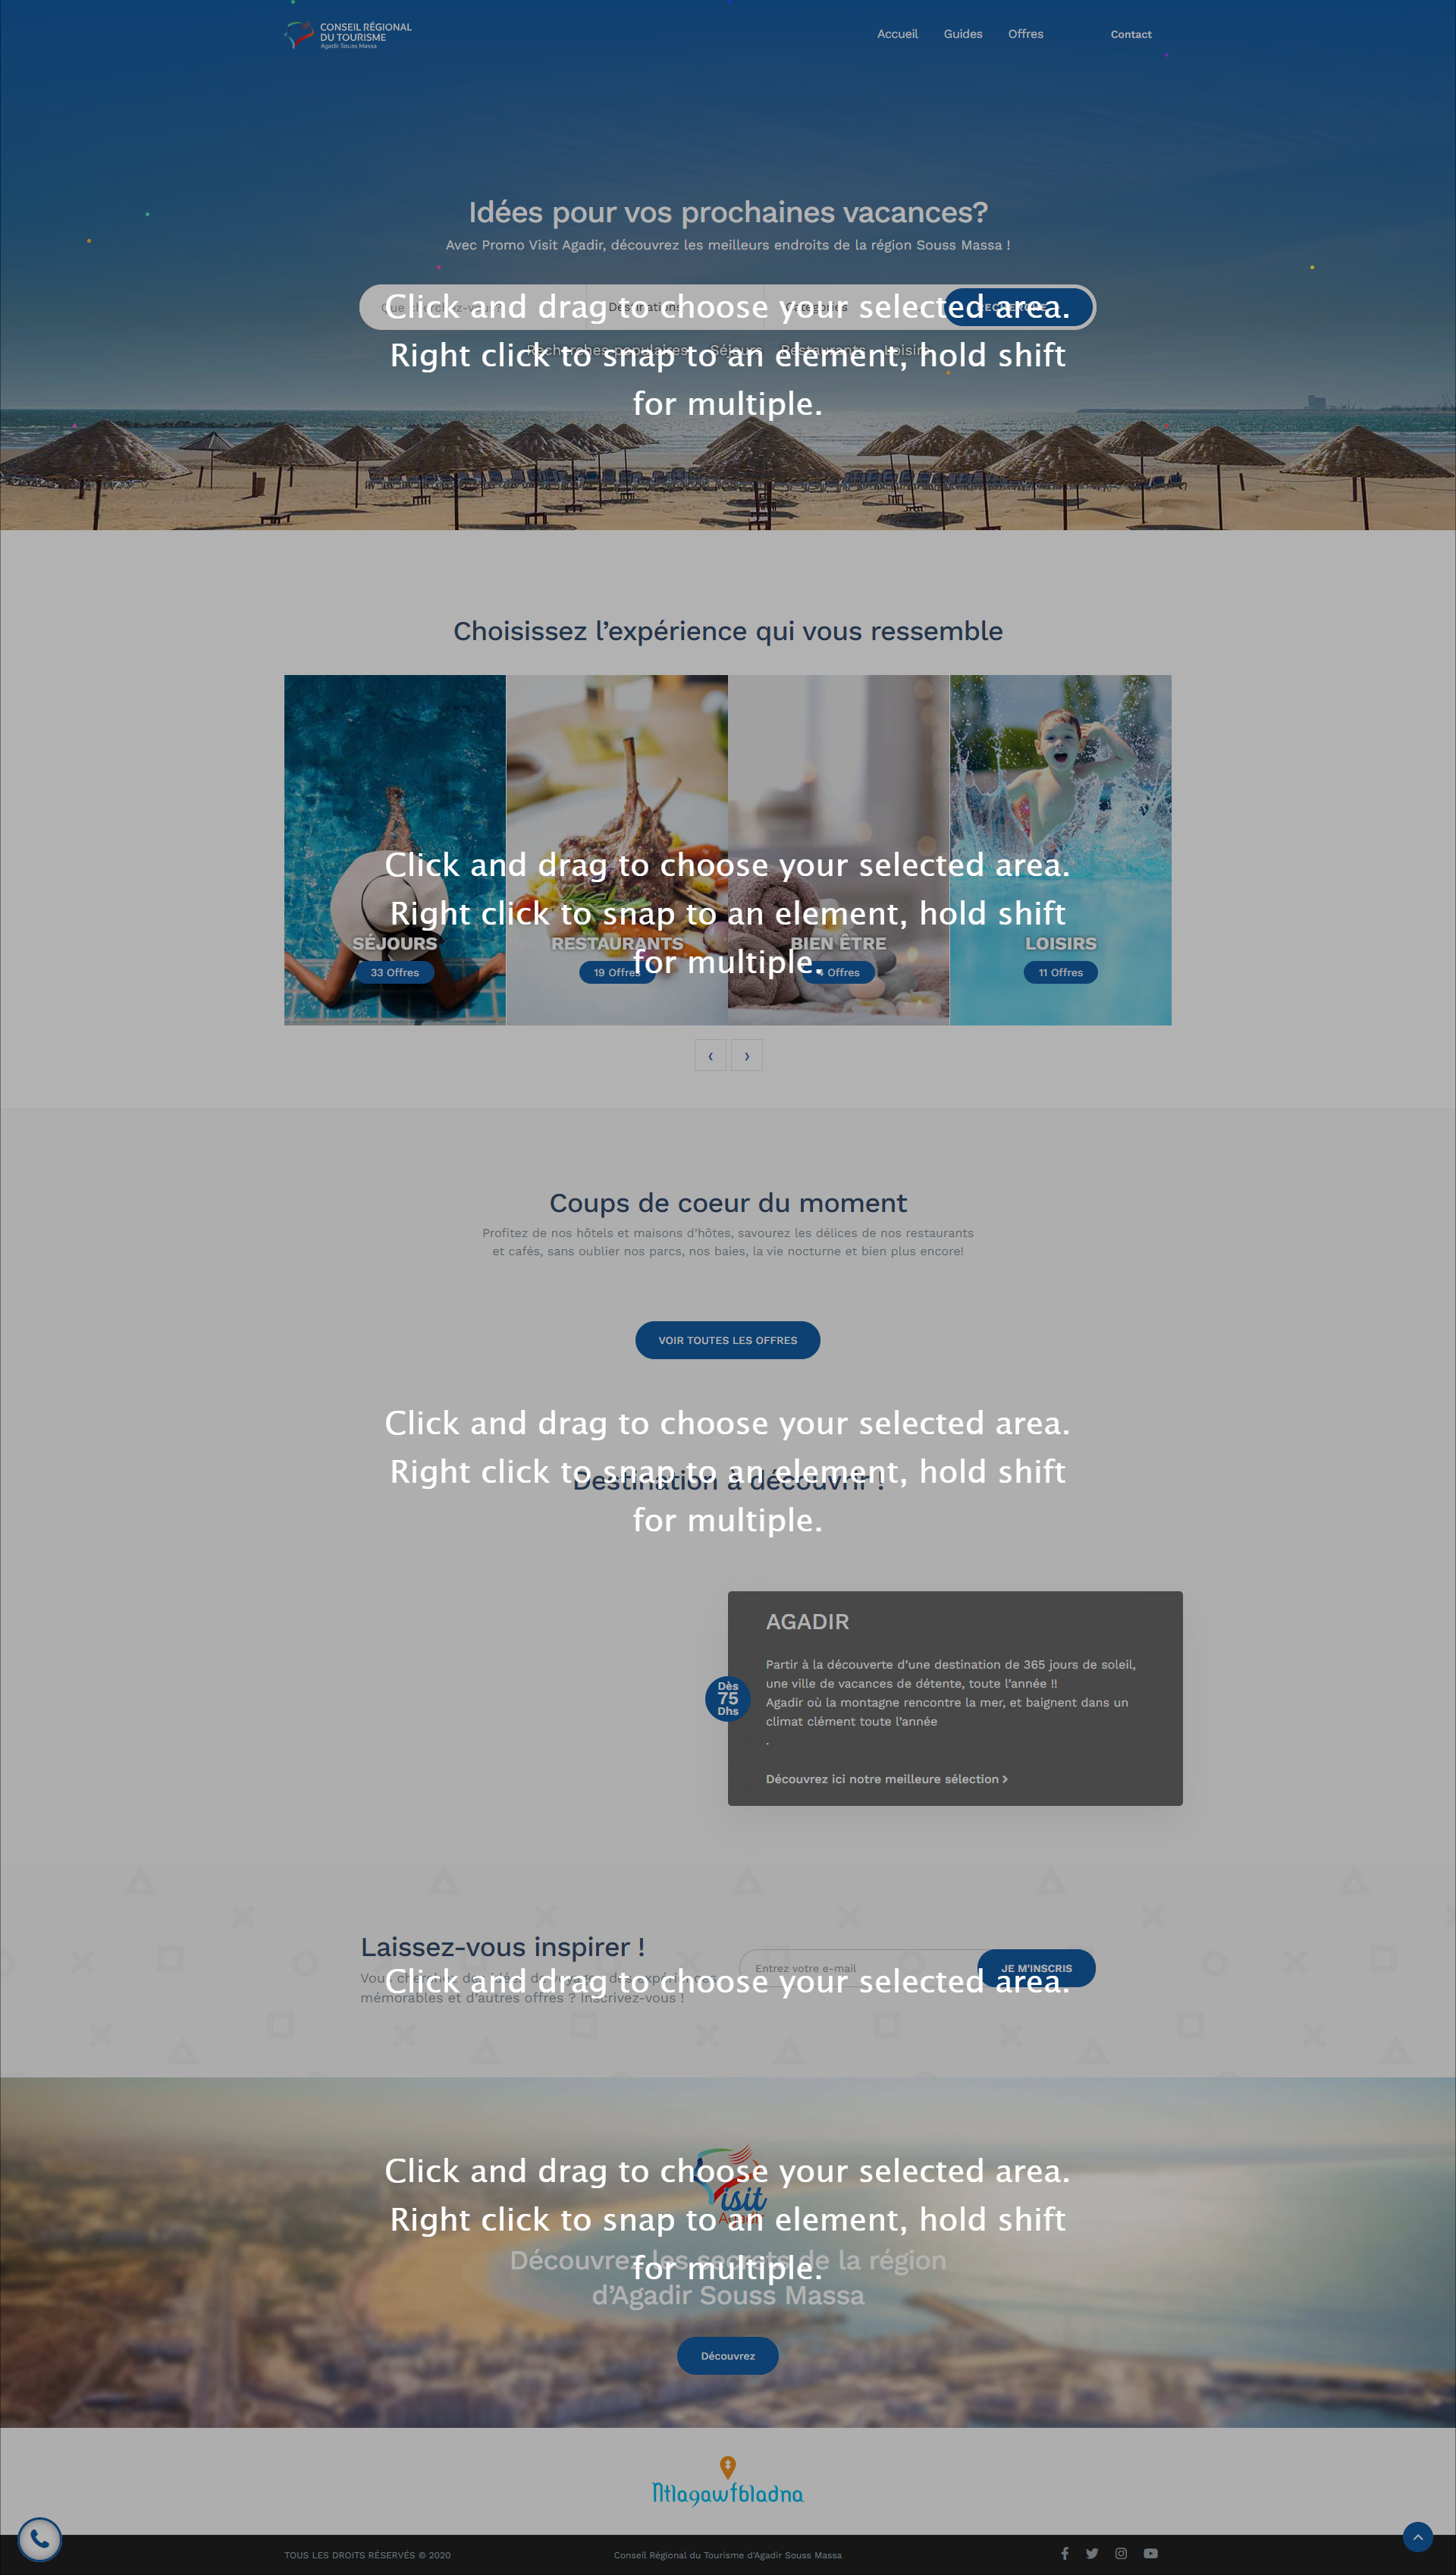 CONSEIL RÉGIONAL
DU TOURISME
Agadir Souss Massa
Accueil Guides Offres Contact
Idées pour vos prochaines vacances?
Avec Promo Visit Agadir, découvrez les meilleurs endroits de la région Souss Massa !
Click and drag to choose your selected area.
Right click to snap to an element, hold shift
for multiple.
Destinations
Recherches populaires Séjours Restaurants Loisirs
Choisissez l’expérience qui vous ressemble
Click and drag to choose your selected area.
Right click to snap to an element, hold shift
for multiple.
SÉJOURS RESTAURANTS BIEN ÊTRE LOISIRS
33 Offres 19 Offres Offres 11 Offres
‹ ›
Coups de coeur du moment
Profitez de nos hôtels et maisons d’hôtes, savourez les délices de nos restaurants
et cafés, sans oublier nos parcs, nos baies, la vie nocturne et bien plus encore!
VOIR TOUTES LES OFFRES
Click and drag to choose your selected area.
Right click to snap to an element, hold shift
for multiple.
Destination à découvrir !
AGADIR
Partir à la découverte d’une destination de 365 jours de soleil,
une ville de vacances de détente, toute l’année !!
Agadir où la montagne rencontre la mer, et baignent dans un
climat clément toute l’année
.
Dès
75
Dhs
Découvrez ici notre meilleure sélection ›
Laissez-vous inspirer !
Click and drag to choose your selected area.
mémorables et d’autres offres ? Inscrivez-vous !
Entrez votre e-mail
JE M'INSCRIS
Click and drag to choose your selected area.
Right click to snap to an element, hold shift
for multiple.
Visit
Agadir
Découvrez les secrets de la région
d’Agadir Souss Massa
Découvrez
Ntlagawfbladna
TOUS LES DROITS RÉSERVÉS © 2020
Conseil Régional du Tourisme d'Agadir Souss Massa